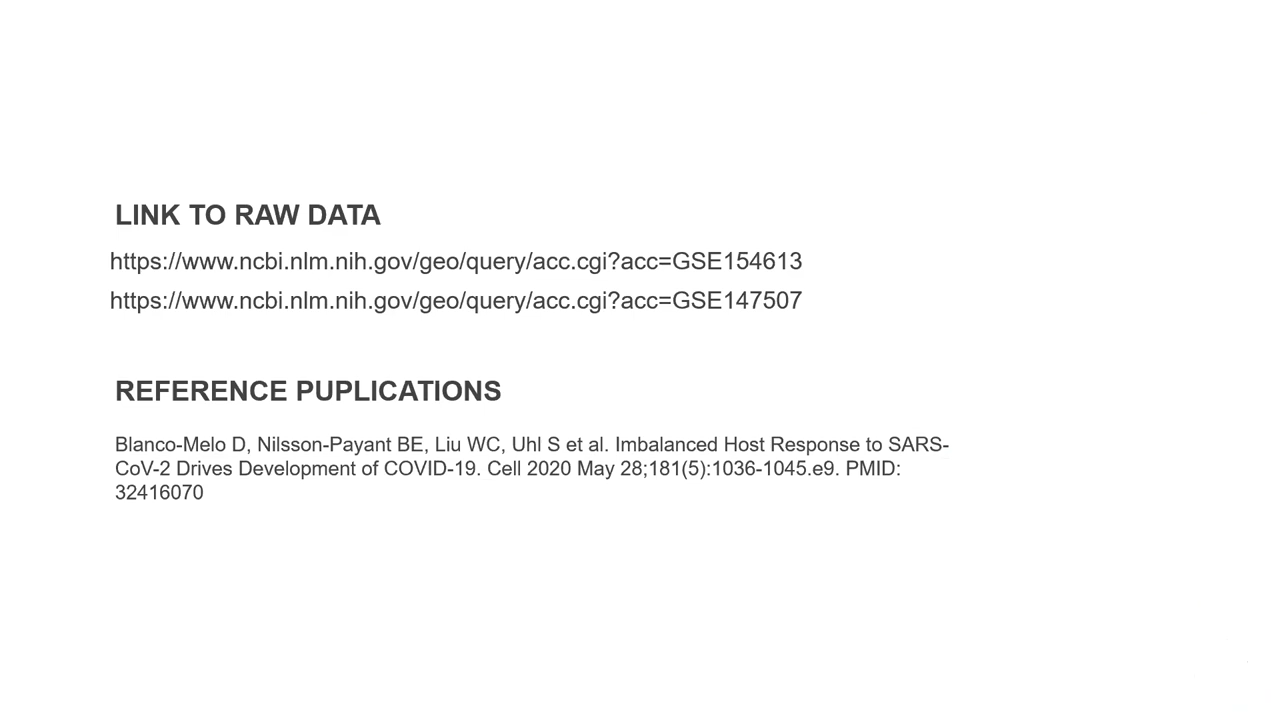 LINK TO RAW DATA
https://www.ncbi.nlm.nih.gov/geo/query/acc.cgi?acc=GSE154613
https://www.ncbi.nlm.nih.gov/geo/query/acc.cgi?acc=GSE147507
REFERENCE PUPLICATIONS
Blanco-Melo D, Nilsson-Payant BE, Liu WC, Uhl S et al. Imbalanced Host Response to SARS-
CoV-2 Drives Development of COVID-19. Cell 2020 May 28;181(5):1036-1045.e9. PMID:
32416070